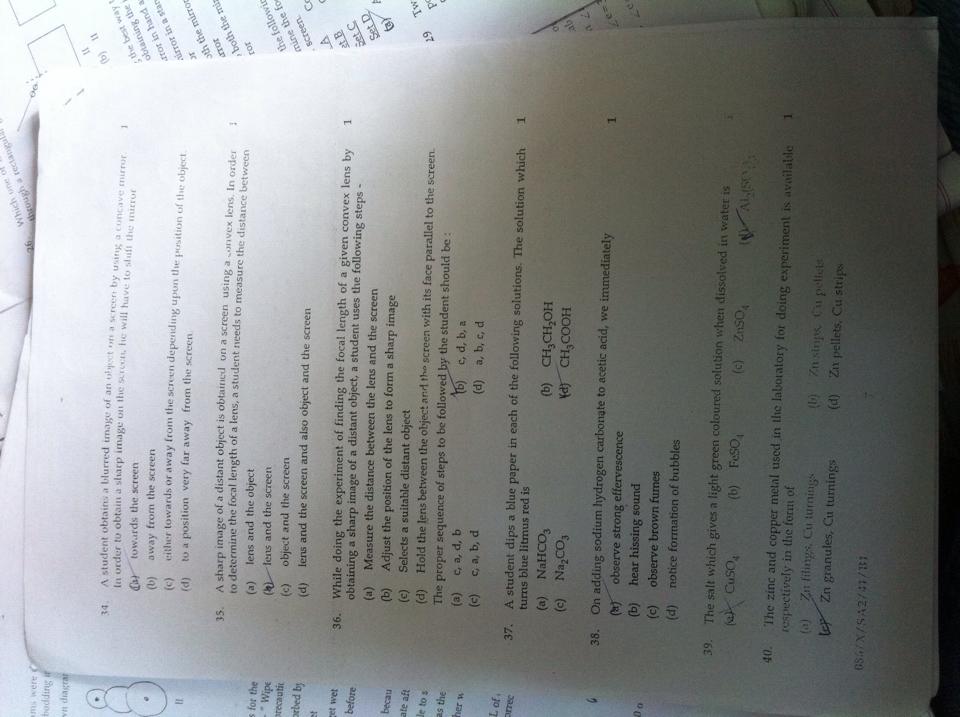 34. A student obtains a blurred image of an object on a screen by using a concave mirror. 1
In order to obtain a sharp image on the screen, he will have to shift the mirror
(a) towards the screen
(b) away from the screen
(c) either towards or away from the screen depending upon the position of the object
(d) to a position very far away from the screen.
35. A sharp image of a distant object is obtained on a screen using a convex lens. In order 1
to determine the focal length of a lens, a student needs to measure the distance between
(a) lens and the object
(b) lens and the screen
(c) object and the screen
(d) lens and the screen and also object and the screen
36. While doing the experiment of finding the focal length of a given convex lens by 1
obtaining a sharp image of a distant object, a student uses the following steps -
(a) Measure the distance between the lens and the screen
(b) Adjust the position of the lens to form a sharp image
(c) Selects a suitable distant object
(d) Hold the lens between the object and the screen with its face parallel to the screen.
The proper sequence of steps to be followed by the student should be :
(a) c, a, d, b (b) c, d, b, a
(c) c, a, b, d (d) a, b, c, d
37. A student dips a blue paper in each of the following solutions. The solution which 1
turns blue litmus red is
(a) NaHCO3 (b) CH3CH2OH
(c) Na2CO3 (d) CH3COOH
38. On adding sodium hydrogen carbonate to acetic acid, we immediately 1
(a) observe strong effervescence
(b) hear hissing sound
(c) observe brown fumes
(d) notice formation of bubbles
39. The salt which gives a light green coloured solution when dissolved in water is 1
(a) CuSO4 (b) FeSO4 (c) ZnSO4 (d) Al2(SO4)3
40. The zinc and copper metal used in the laboratory for doing experiment is available 1
respectively in the form of
(a) Zn filings, Cu turnings (b) Zn strips, Cu pellets
(c) Zn granules, Cu turnings (d) Zn pellets, Cu strips